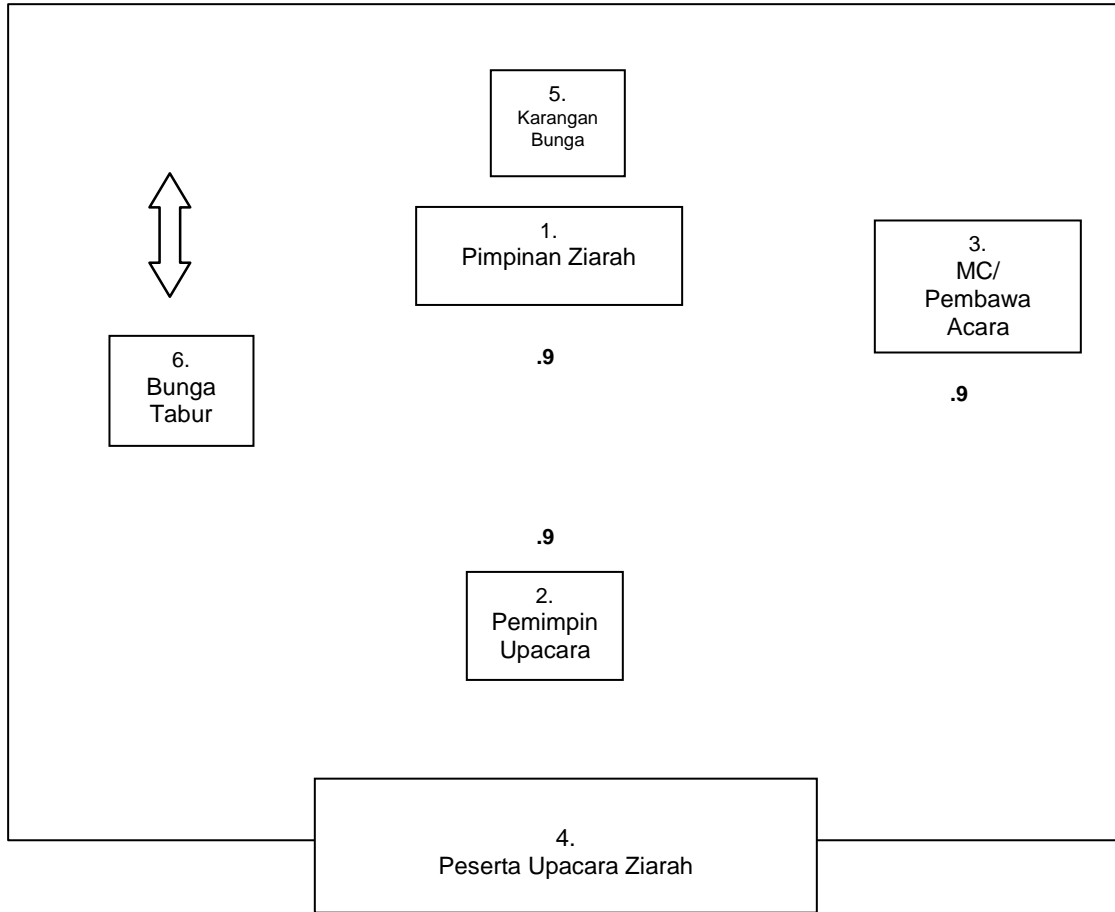 5.
Karangan
Bunga
1.
Pimpinan Ziarah
3.
MC/
Pembawa
Acara
6.
Bunga
Tabur
.9
.9
.9
2.
Pemimpin
Upacara
4.
Peserta Upacara Ziarah